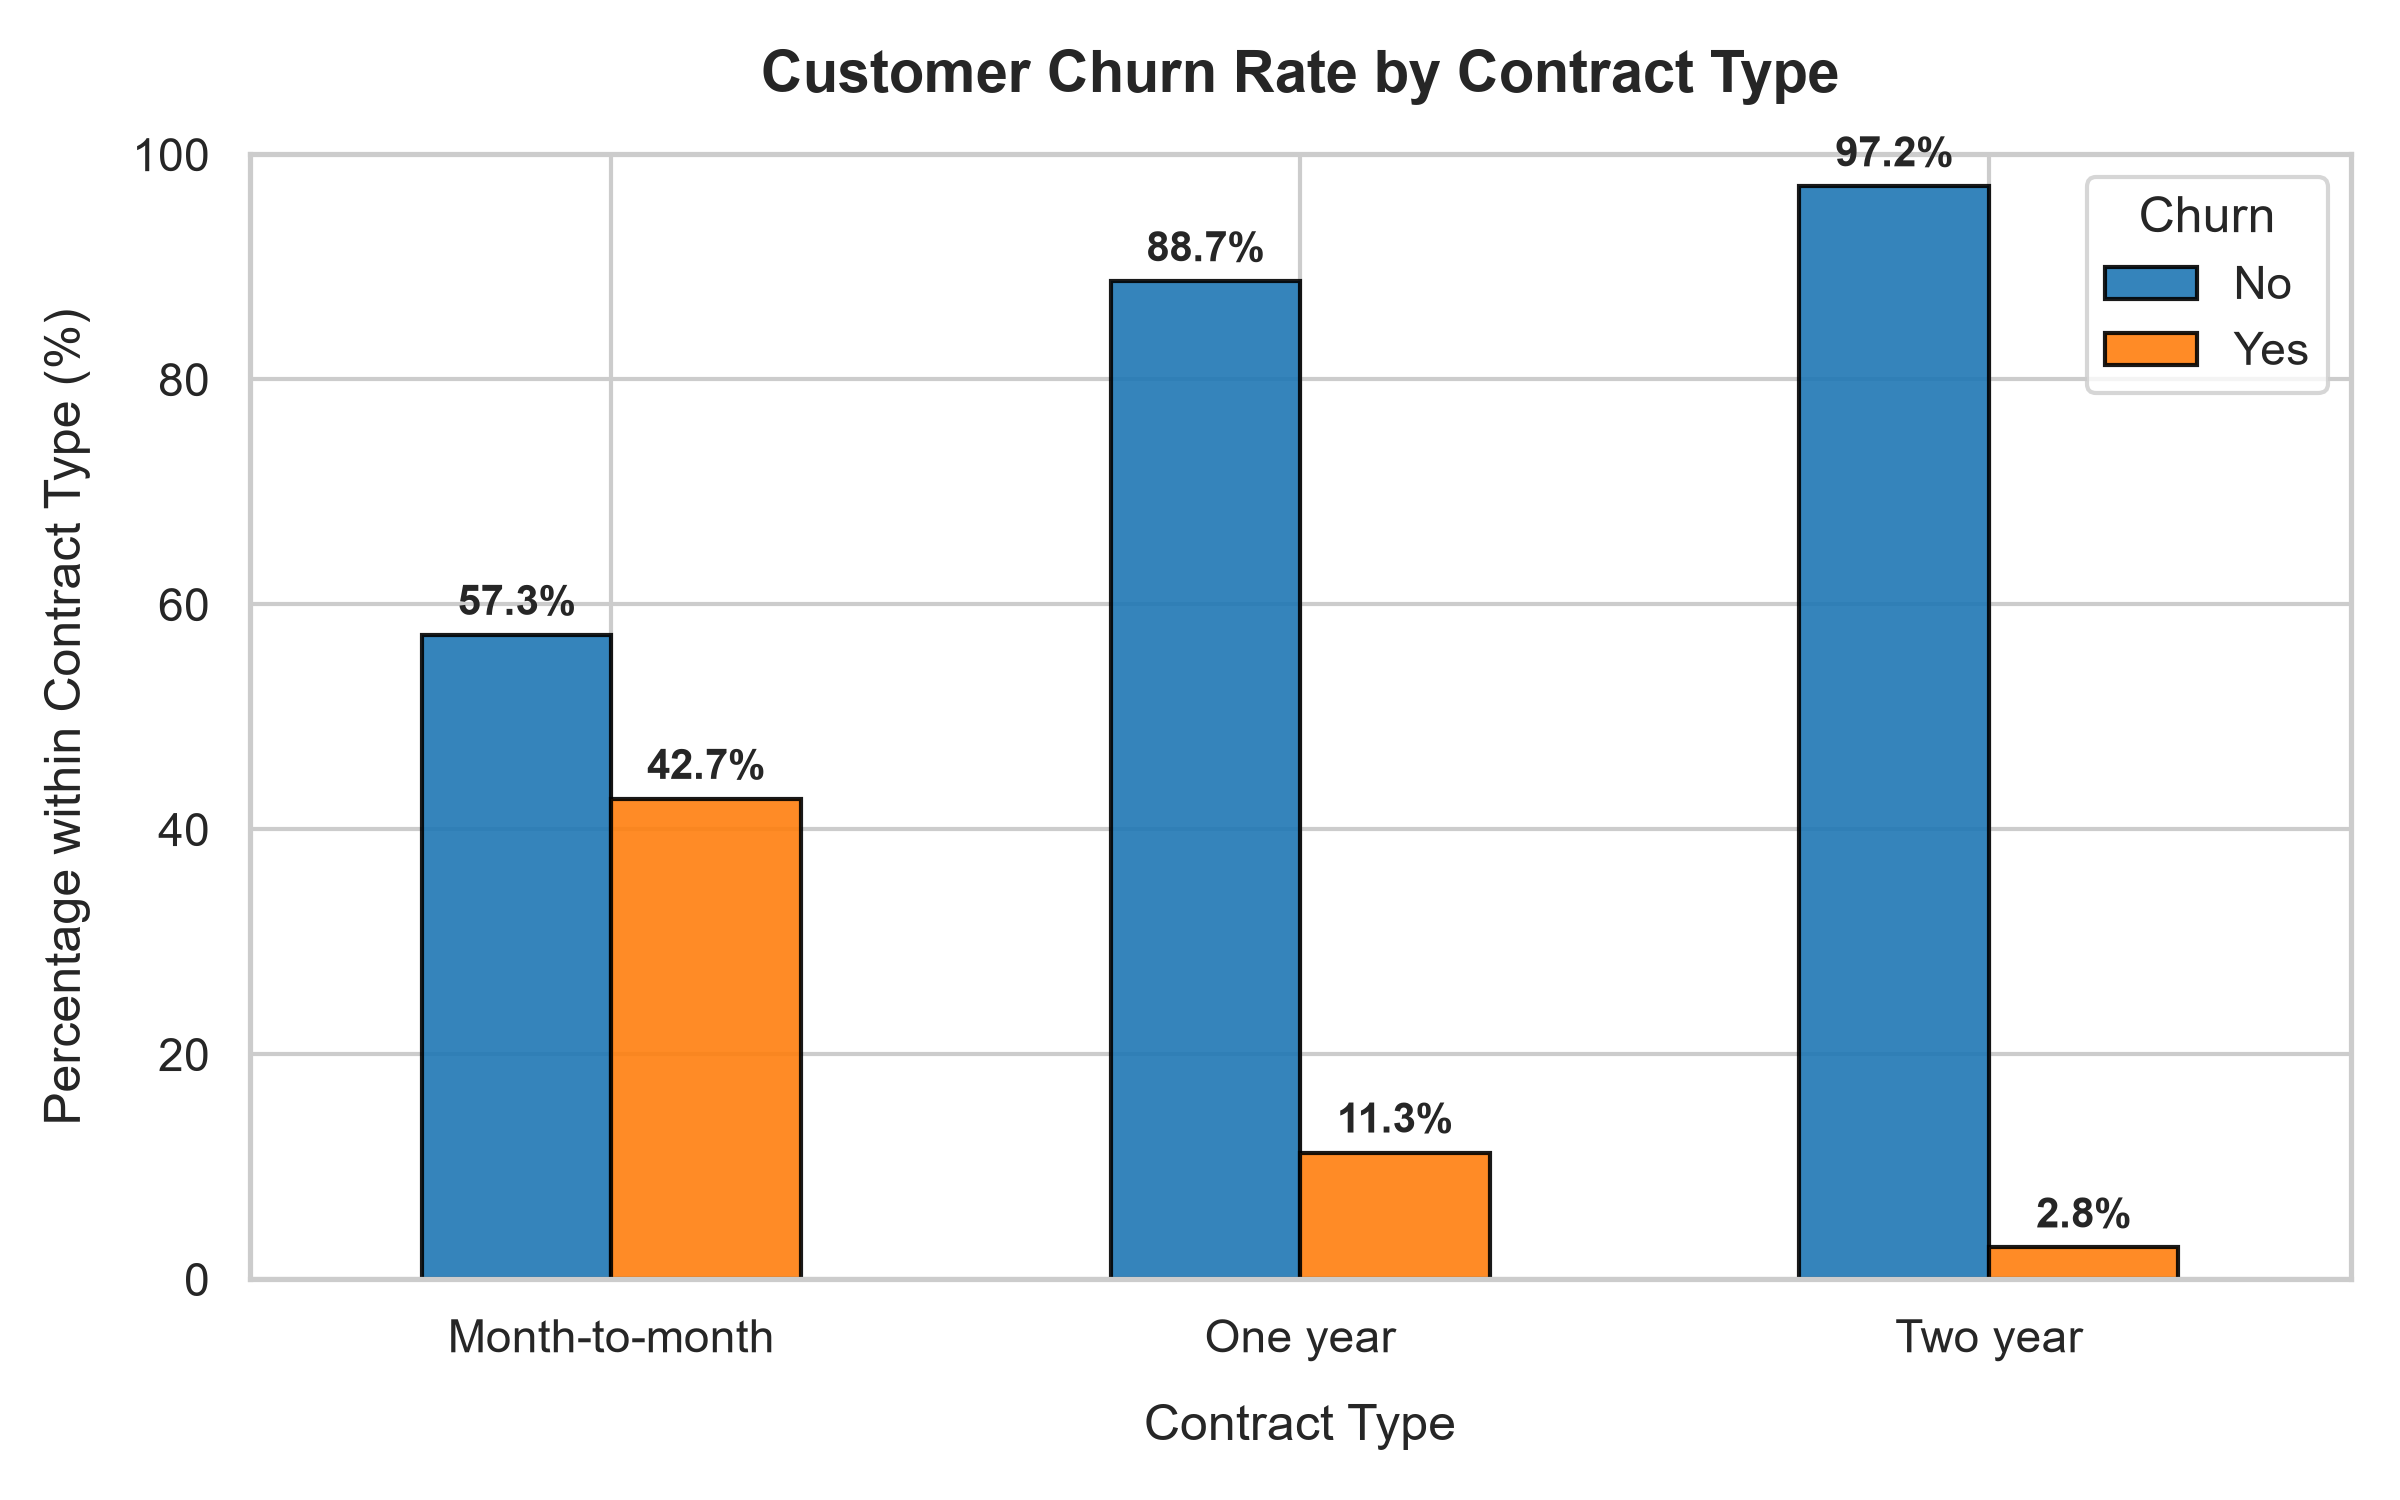 Customer Churn Rate by Contract Type
Percentage within Contract Type (%)
100
80
60
40
20
0
57.3%
42.7%
88.7%
11.3%
97.2%
2.8%
Churn
No
Yes
Month-to-month
One year
Two year
Contract Type